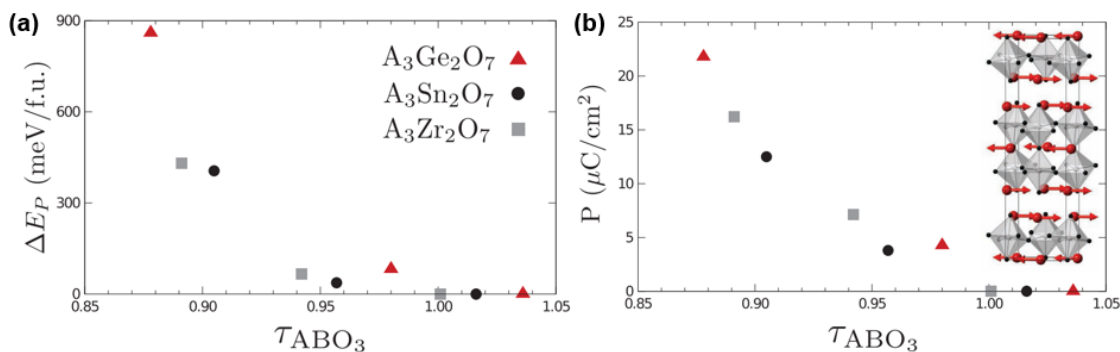 (a)
900
600
300
0
ΔE_P (meV/f.u.)
A₃Ge₂O₇
A₃Sn₂O₇
A₃Zr₂O₇
0.85 0.90 0.95 1.00 1.05
τ_ABO₃
(b)
25
20
15
10
5
0
P (μC/cm²)
0.85 0.90 0.95 1.00 1.05
τ_ABO₃